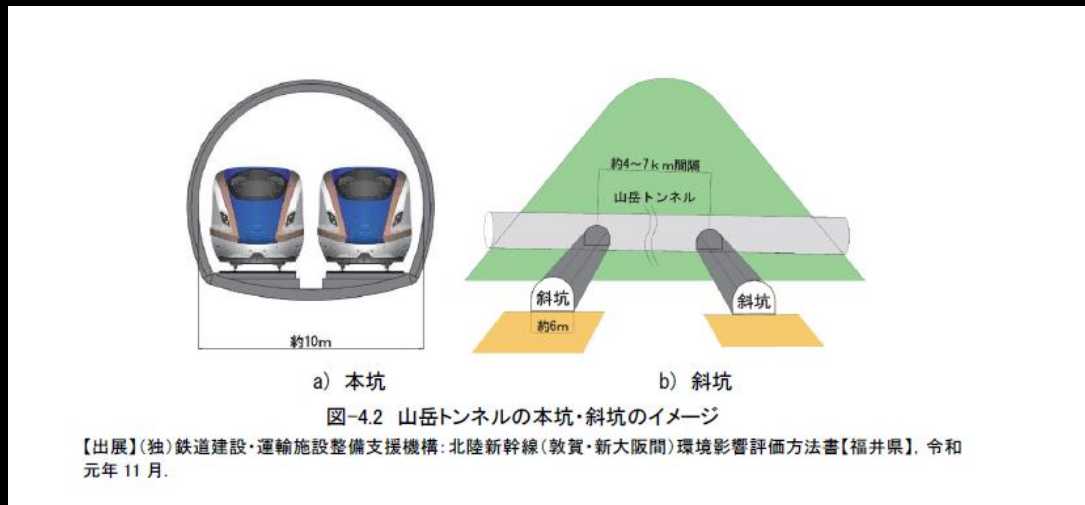 約4～7ｋｍ間隔
山岳トンネル
斜坑
斜坑
約6m
約10m
a) 本坑
b) 斜坑
図-4.2 山岳トンネルの本坑・斜坑のイメージ
【出展】(独)鉄道建設・運輸施設整備支援機構：北陸新幹線(敦賀・新大阪間)環境影響評価方法書【福井県】, 令和
元年 11 月.